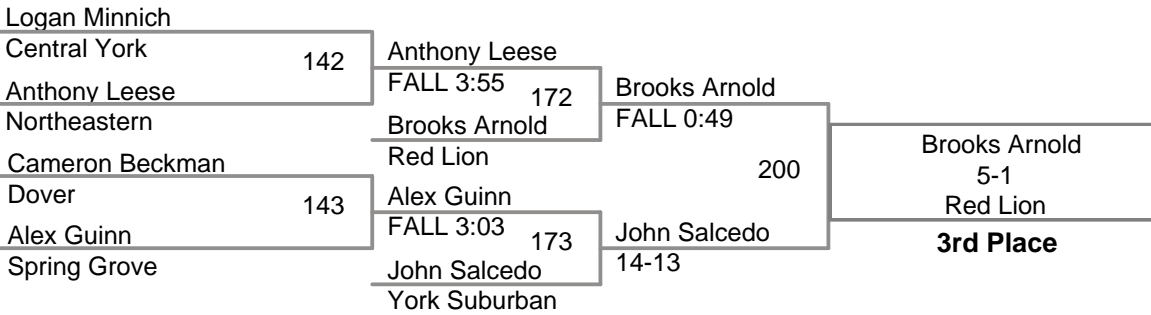 Logan Minnich
Central York
142
Anthony Leese
Northeastern
Anthony Leese
FALL 3:55
172
Brooks Arnold
Red Lion
Brooks Arnold
FALL 0:49
Cameron Beckman
Dover
143
Alex Guinn
Spring Grove
Alex Guinn
FALL 3:03
173
John Salcedo
York Suburban
John Salcedo
14-13
200
Brooks Arnold
5-1
Red Lion
3rd Place